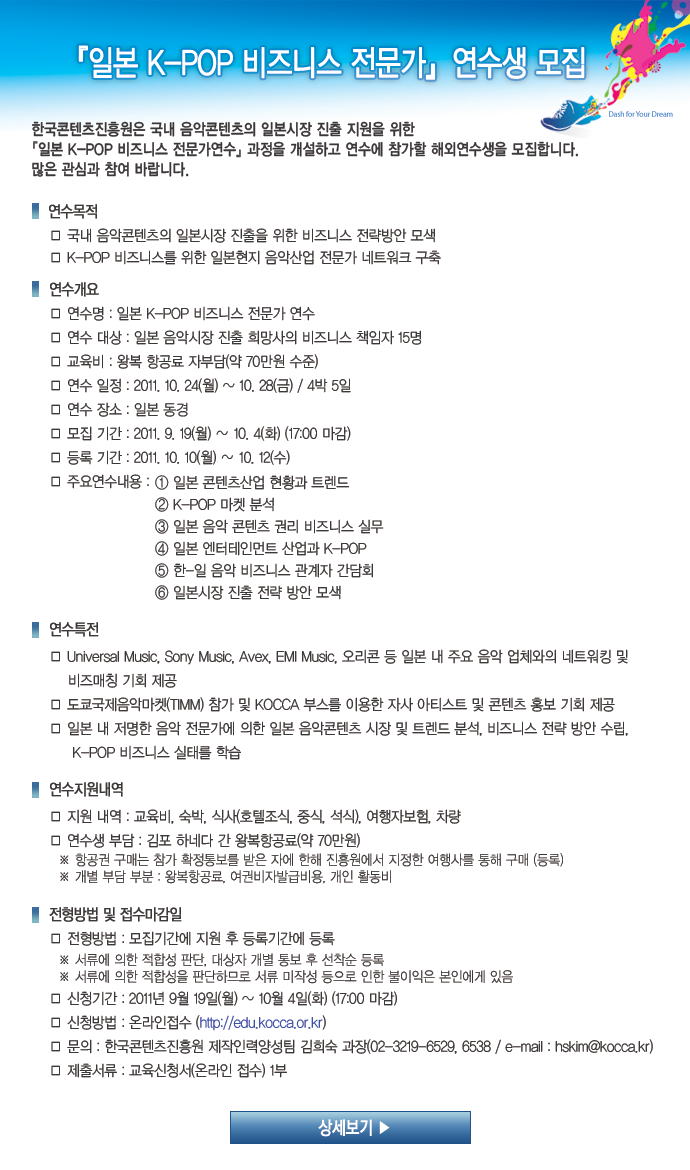 『일본 K-POP 비즈니스 전문가』 연수생 모집
Dash for Your Dream
한국콘텐츠진흥원은 국내 음악콘텐츠의 일본시장 진출 지원을 위한
『일본 K-POP 비즈니스 전문가연수』 과정을 개설하고 연수에 참가할 해외연수생을 모집합니다.
많은 관심과 참여 바랍니다.
연수목적
□ 국내 음악콘텐츠의 일본시장 진출을 위한 비즈니스 전략방안 모색
□ K-POP 비즈니스를 위한 일본현지 음악산업 전문가 네트워크 구축
연수개요
□ 연수명 : 일본 K-POP 비즈니스 전문가 연수
□ 연수 대상 : 일본 음악시장 진출 희망사의 비즈니스 책임자 15명
□ 교육비 : 왕복 항공료 자부담(약 70만원 수준)
□ 연수 일정 : 2011. 10. 24(월) ~ 10. 28(금) / 4박 5일
□ 연수 장소 : 일본 동경
□ 모집 기간 : 2011. 9. 19(월) ~ 10. 4(화) (17:00 마감)
□ 등록 기간 : 2011. 10. 10(월) ~ 10. 12(수)
□ 주요연수내용 : ① 일본 콘텐츠산업 현황과 트렌드
② K-POP 마켓 분석
③ 일본 음악 콘텐츠 권리 비즈니스 실무
④ 일본 엔터테인먼트 산업과 K-POP
⑤ 한-일 음악 비즈니스 관계자 간담회
⑥ 일본시장 진출 전략 방안 모색
연수특전
□ Universal Music, Sony Music, Avex, EMI Music, 오리콘 등 일본 내 주요 음악 업체와의 네트워킹 및
비즈매칭 기회 제공
□ 도쿄국제음악마켓(TIMM) 참가 및 KOCCA 부스를 이용한 자사 아티스트 및 콘텐츠 홍보 기회 제공
□ 일본 내 저명한 음악 전문가에 의한 일본 음악콘텐츠 시장 및 트렌드 분석, 비즈니스 전략 방안 수립,
K-POP 비즈니스 실태를 학습
연수지원내역
□ 지원 내역 : 교육비, 숙박, 식사(호텔조식, 중식, 석식), 여행자보험, 차량
□ 연수생 부담 : 김포 하네다 간 왕복항공료(약 70만원)
※ 항공권 구매는 참가 확정통보를 받은 자에 한해 진흥원에서 지정한 여행사를 통해 구매 (등록)
※ 개별 부담 부분 : 왕복항공료, 여권비자발급비용, 개인 활동비
전형방법 및 접수마감일
□ 전형방법 : 모집기간에 지원 후 등록기간에 등록
※ 서류에 의한 적합성 판단, 대상자 개별 통보 후 선착순 등록
※ 서류에 의한 적합성을 판단하므로 서류 미작성 등으로 인한 불이익은 본인에게 있음
□ 신청기간 : 2011년 9월 19일(월) ~ 10월 4일(화) (17:00 마감)
□ 신청방법 : 온라인접수 (http://edu.kocca.or.kr)
□ 문의 : 한국콘텐츠진흥원 제작인력양성팀 김희숙 과장(02-3219-6529, 6538 / e-mail : hskim@kocca.kr)
□ 제출서류 : 교육신청서(온라인 접수) 1부
상세보기 ▶